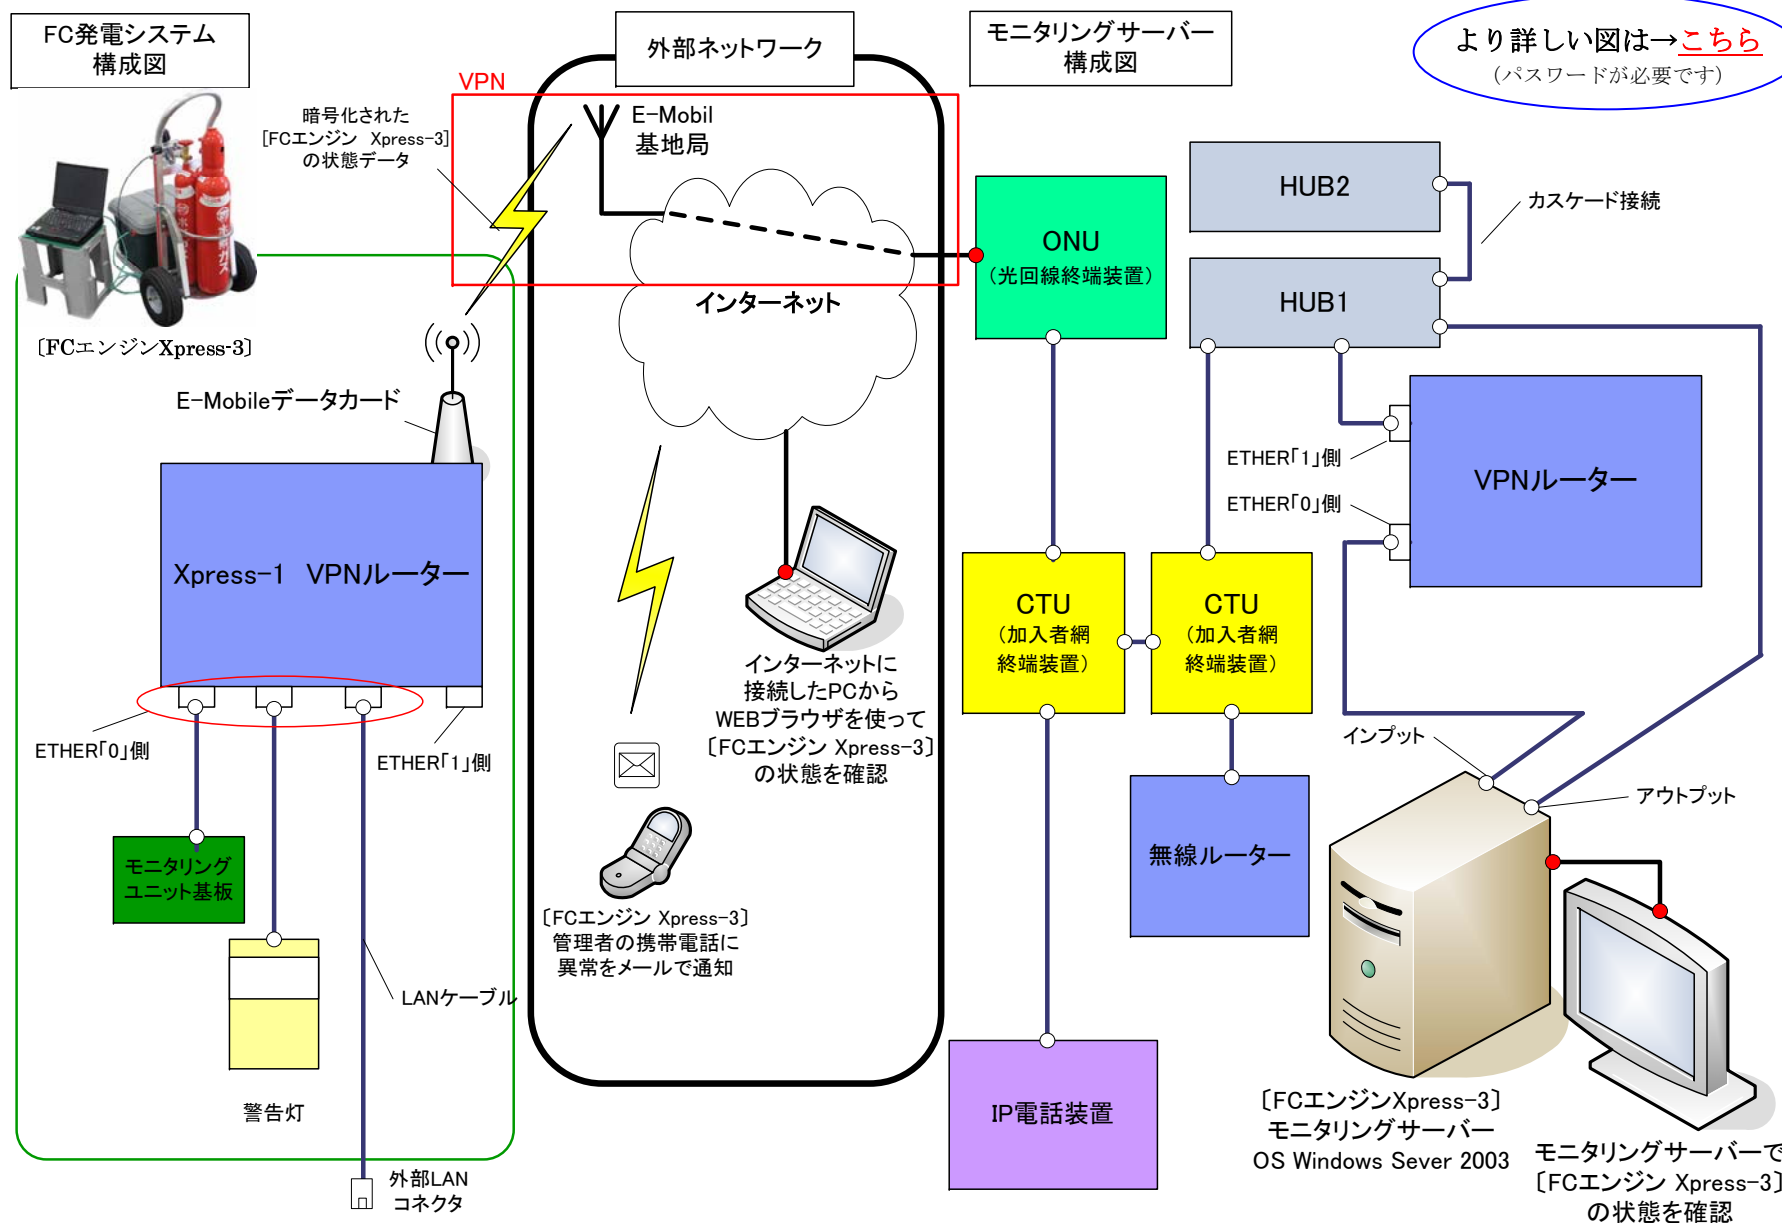 FC発電システム
構成図
外部ネットワーク
モニタリングサーバー
構成図
より詳しい図は→こちら
(パスワードが必要です)
VPN
暗号化された
[FCエンジン　Xpress-3]
の状態データ
E-Mobil
基地局
インターネット
〔FCエンジンXpress-3〕
E-Mobileデータカード
Xpress-1　VPNルーター
ETHER「0」側
ETHER「1」側
モニタリング
ユニット基板
警告灯
LANケーブル
外部LAN
コネクタ
インターネットに
接続したPCから
WEBブラウザを使って
〔FCエンジン Xpress-3〕
の状態を確認
〔FCエンジン Xpress-3〕
管理者の携帯電話に
異常をメールで通知
ONU
（光回線終端装置）
HUB2
カスケード接続
HUB1
ETHER「1」側
ETHER「0」側
VPNルーター
CTU
（加入者網
終端装置）
CTU
（加入者網
終端装置）
無線ルーター
IP電話装置
インプット
アウトプット
〔FCエンジンXpress-3〕
モニタリングサーバー
OS Windows Sever 2003
モニタリングサーバーで
〔FCエンジン Xpress-3〕
の状態を確認